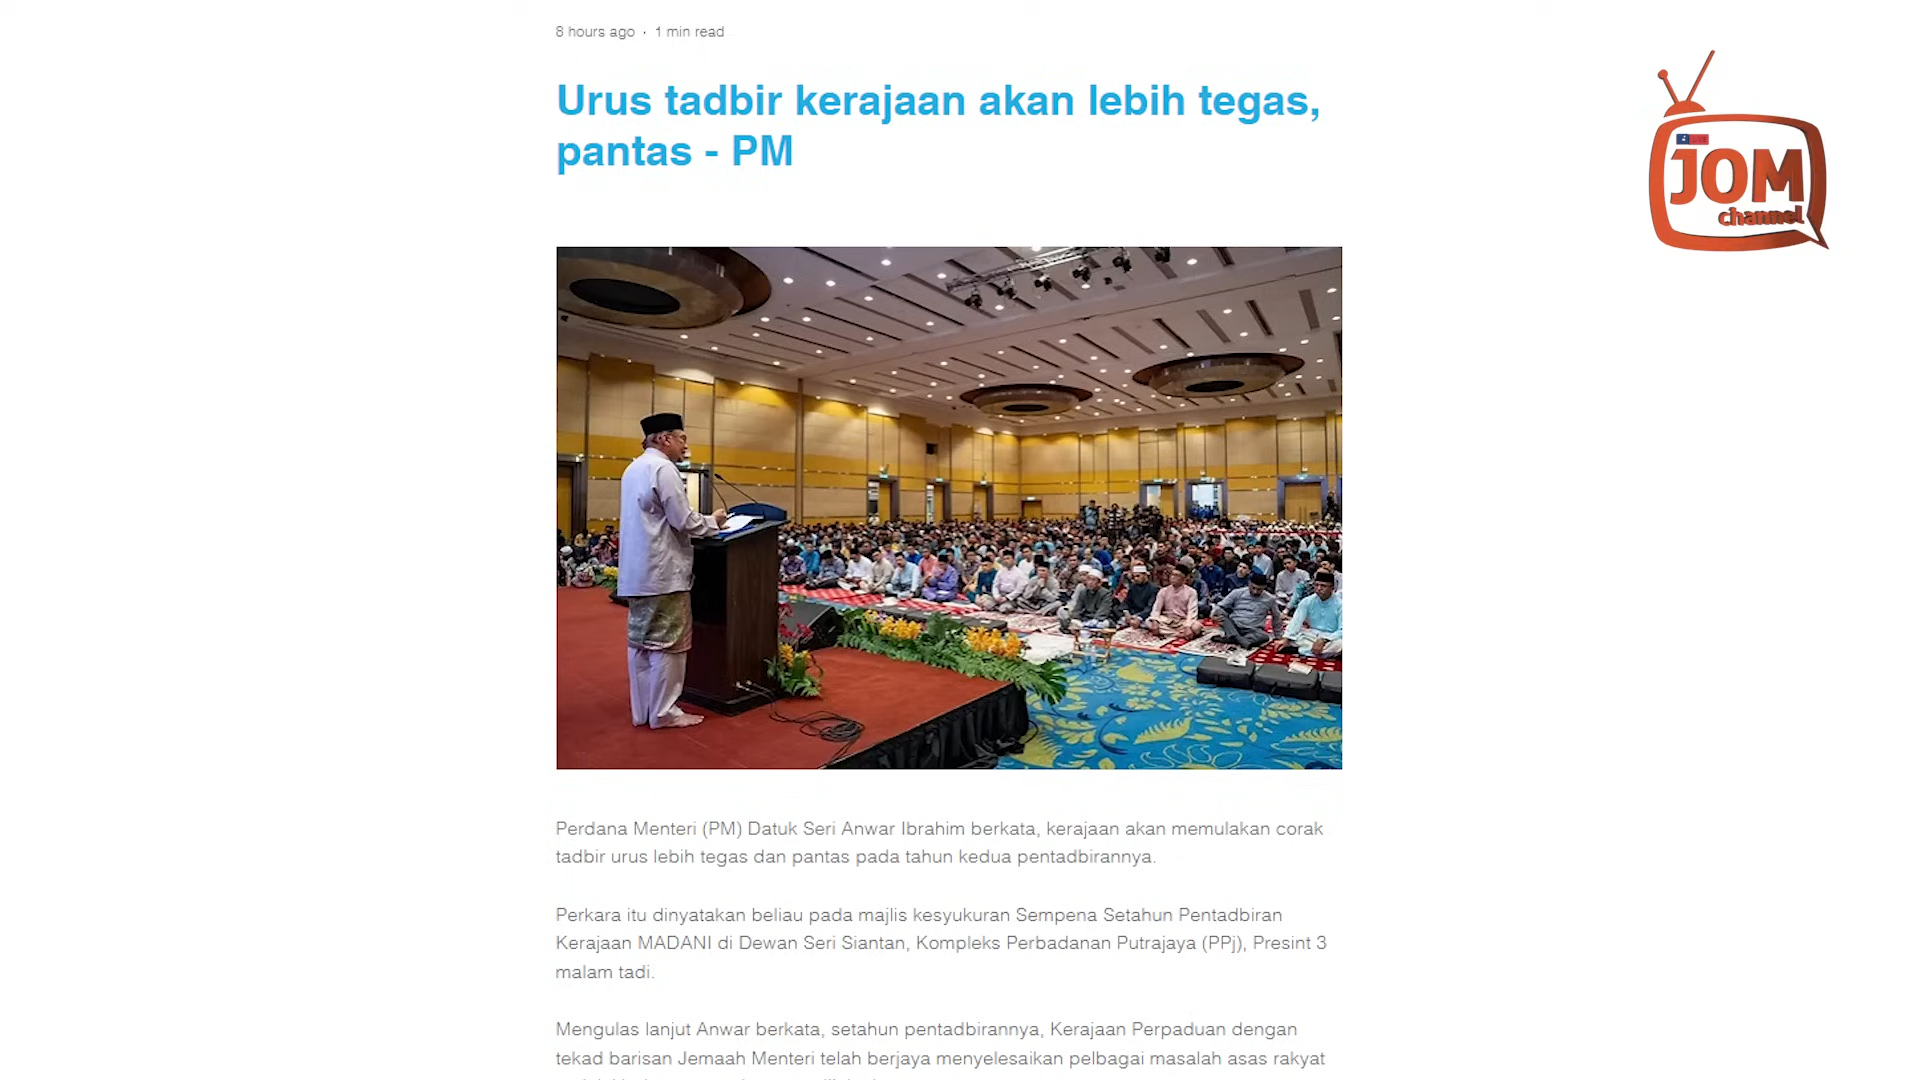 8 hours ago · 1 min read
Urus tadbir kerajaan akan lebih tegas,
pantas - PM
JOM
channel
Perdana Menteri (PM) Datuk Seri Anwar Ibrahim berkata, kerajaan akan memulakan corak
tadbir urus lebih tegas dan pantas pada tahun kedua pentadbirannya.
Perkara itu dinyatakan beliau pada majlis kesyukuran Sempena Setahun Pentadbiran
Kerajaan MADANI di Dewan Seri Siantan, Kompleks Perbadanan Putrajaya (PPj), Presint 3
malam tadi.
Mengulas lanjut Anwar berkata, setahun pentadbirannya, Kerajaan Perpaduan dengan
tekad barisan Jemaah Menteri telah berjaya menyelesaikan pelbagai masalah asas rakyat